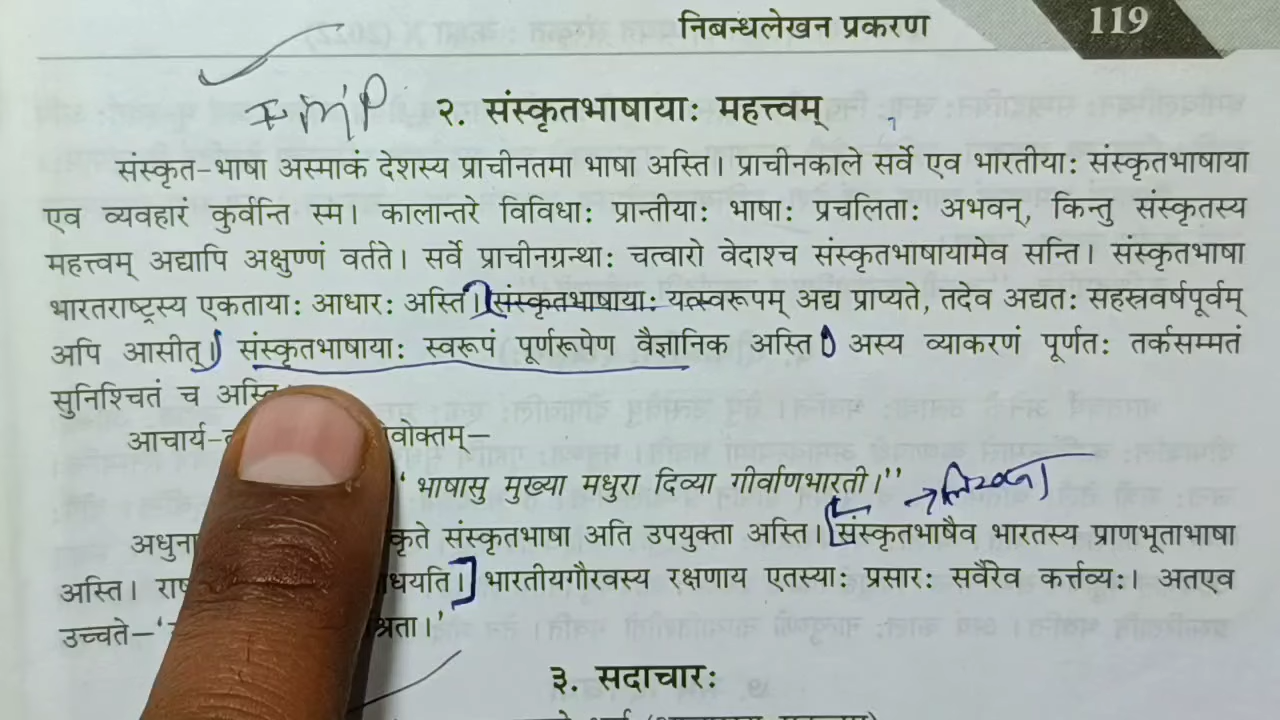 निबन्धलेखन प्रकरण 119
Imp
२. संस्कृतभाषायाः महत्त्वम्
संस्कृत-भाषा अस्माकं देशस्य प्राचीनतमा भाषा अस्ति। प्राचीनकाले सर्वे एव भारतीयाः संस्कृतभाषाया
एव व्यवहारं कुर्वन्ति स्म। कालान्तरे विविधाः प्रान्तीयाः भाषाः प्रचलिताः अभवन्, किन्तु संस्कृतस्य
महत्त्वम् अद्यापि अक्षुण्णं वर्तते। सर्वे प्राचीनग्रन्थाः चत्वारो वेदाश्च संस्कृतभाषायामेव सन्ति। संस्कृतभाषा
भारतराष्ट्रस्य एकतायाः आधारः अस्ति। संस्कृतभाषायाः यत्स्वरूपम् अद्य प्राप्यते, तदेव अद्यतः सहस्रवर्षपूर्वम्
अपि आसीत्। संस्कृतभाषायाः स्वरूपं पूर्णरूपेण वैज्ञानिक अस्ति। अस्य व्याकरणं पूर्णतः तर्कसम्मतं
सुनिश्चितं च अस्ति
आचार्य- वोक्तम्—
' भाषासु मुख्या मधुरा दिव्या गीर्वाणभारती।''
अधुना कृते संस्कृतभाषा अति उपयुक्ता अस्ति। संस्कृतभाषैव भारतस्य प्राणभूताभाषा
अस्ति। राष धयति। भारतीयगौरवस्य रक्षणाय एतस्याः प्रसारः सर्वैरेव कर्त्तव्यः। अतएव
उच्यते—' श्रिता।'
३. सदाचारः